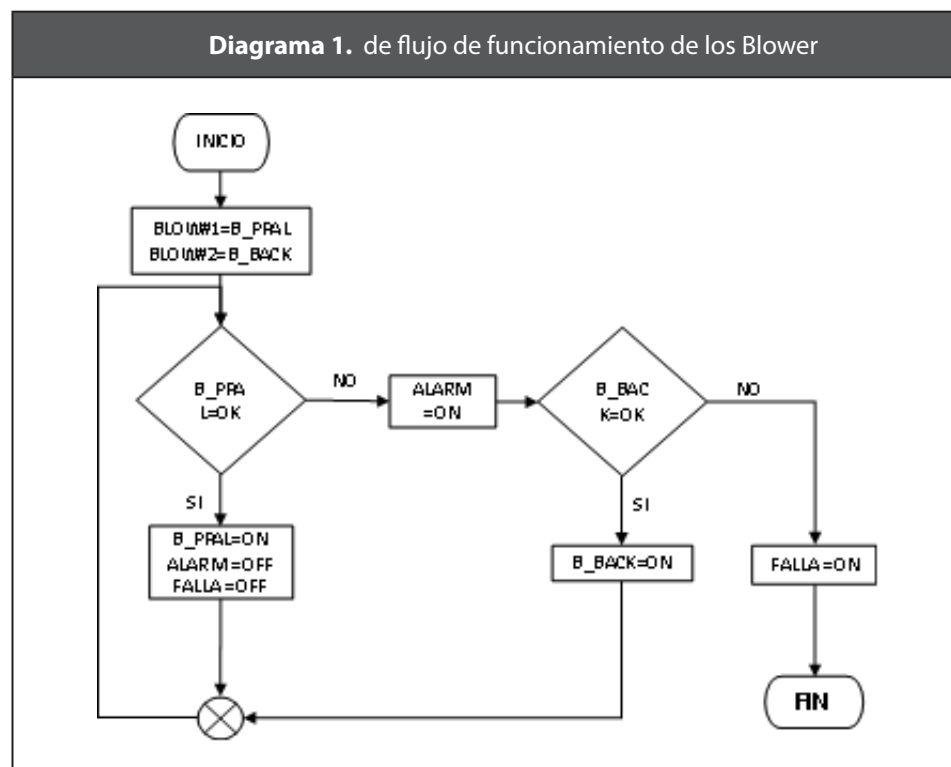 Diagrama 1. de flujo de funcionamiento de los Blower
INICIO
BLOW#1=B_PRAL
BLOW#2=B_BACK
B_PRA
L=OK
NO
ALARM
=ON
B_BAC
K=OK
NO
SI
B_PRAL=ON
ALARM=OFF
FALLA=OFF
SI
B_BACK=ON
FALLA=ON
FIN